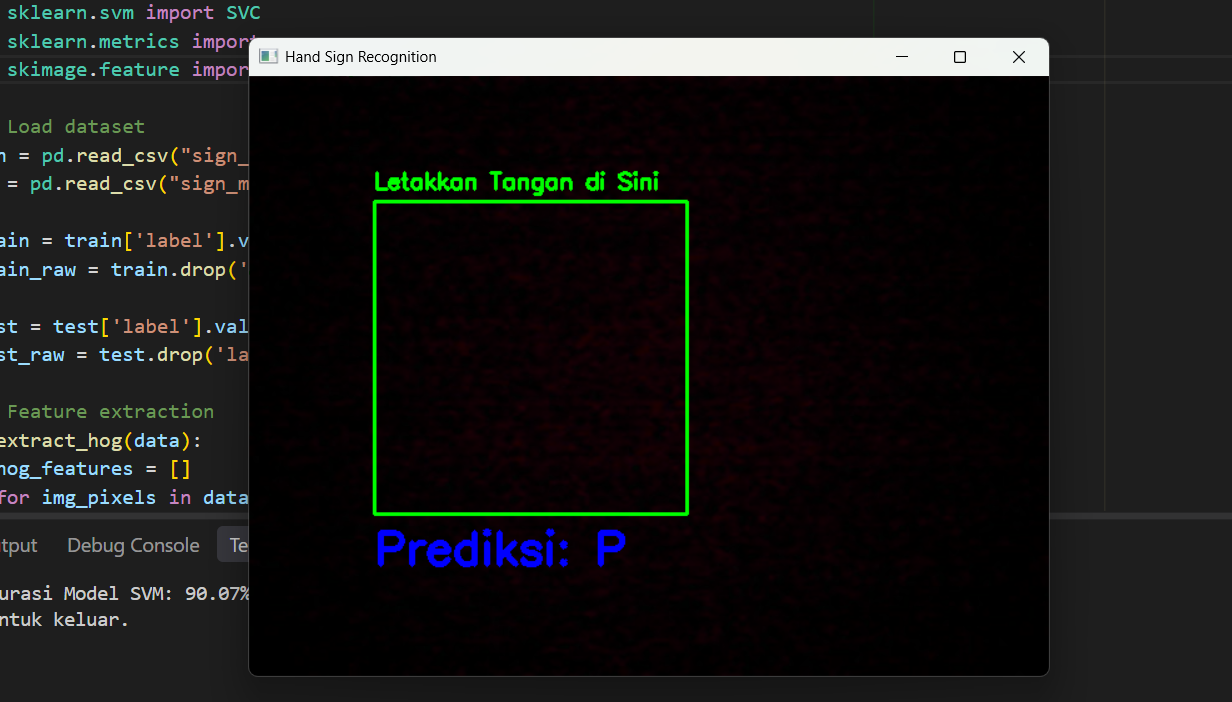 sklearn.svm import SVC
sklearn.metrics import
skimage.feature impor
Load dataset
n = pd.read_csv("sign_
= pd.read_csv("sign_m
ain = train['label'].v
ain_raw = train.drop('
st = test['label'].val
st_raw = test.drop('la
Feature extraction
extract_hog(data):
hog_features = []
for img_pixels in data
Hand Sign Recognition
Letakkan Tangan di Sini
Prediksi: P
tput Debug Console Te
urasi Model SVM: 90.07%
ntuk keluar.